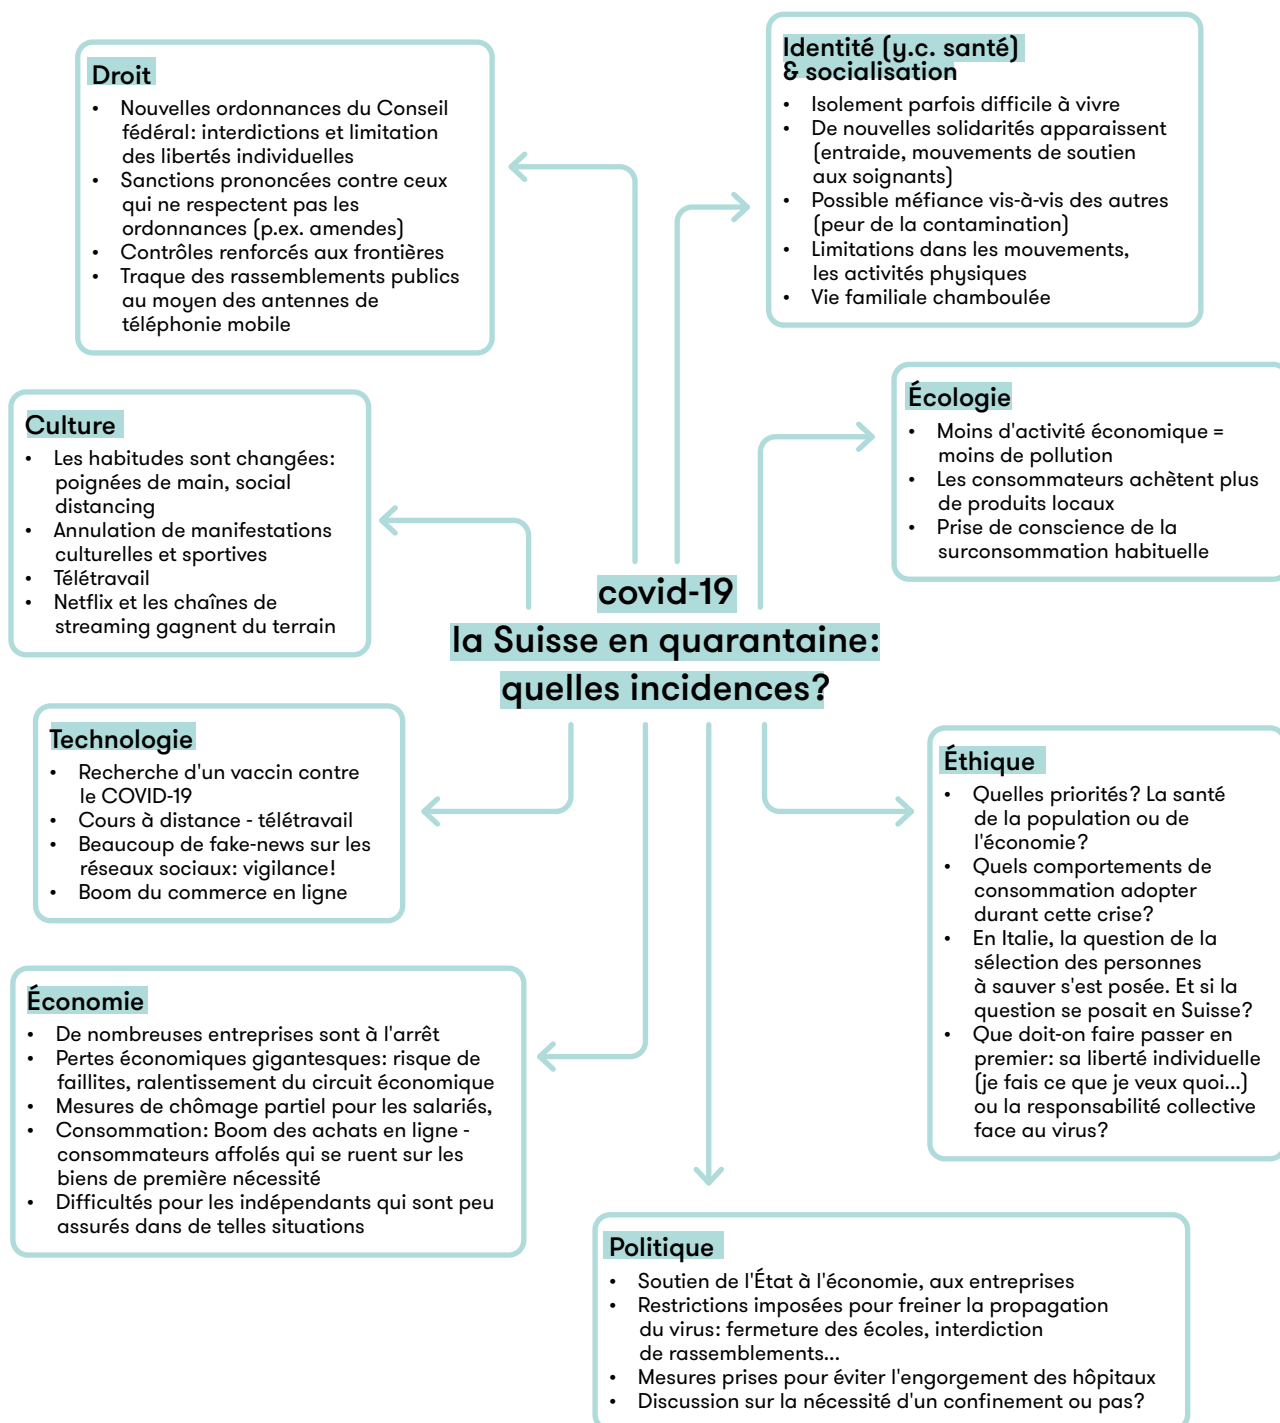 Droit
• Nouvelles ordonnances du Conseil
fédéral: interdictions et limitation
des libertés individuelles
• Sanctions prononcées contre ceux
qui ne respectent pas les
ordonnances (p.ex. amendes)
• Contrôles renforcés aux frontières
• Traque des rassemblements publics
au moyen des antennes de
téléphonie mobile
Identité (y.c. santé)
& socialisation
• Isolement parfois difficile à vivre
• De nouvelles solidarités apparaissent
(entraide, mouvements de soutien
aux soignants)
• Possible méfiance vis-à-vis des autres
(peur de la contamination)
• Limitations dans les mouvements,
les activités physiques
• Vie familiale chamboulée
Culture
• Les habitudes sont changées:
poignées de main, social
distancing
• Annulation de manifestations
culturelles et sportives
• Télétravail
• Netflix et les chaînes de
streaming gagnent du terrain
Écologie
• Moins d'activité économique =
moins de pollution
• Les consommateurs achètent plus
de produits locaux
• Prise de conscience de la
surconsommation habituelle
covid-19
la Suisse en quarantaine:
quelles incidences?
Technologie
• Recherche d'un vaccin contre
le COVID-19
• Cours à distance - télétravail
• Beaucoup de fake-news sur les
réseaux sociaux: vigilance!
• Boom du commerce en ligne
Éthique
• Quelles priorités? La santé
de la population ou de
l'économie?
• Quels comportements de
consommation adopter
durant cette crise?
• En Italie, la question de la
sélection des personnes
à sauver s'est posée. Et si la
question se posait en Suisse?
• Que doit-on faire passer en
premier: sa liberté individuelle
(je fais ce que je veux quoi...)
ou la responsabilité collective
face au virus?
Économie
• De nombreuses entreprises sont à l'arrêt
• Pertes économiques gigantesques: risque de
faillites, ralentissement du circuit économique
• Mesures de chômage partiel pour les salariés,
• Consommation: Boom des achats en ligne -
consommateurs affolés qui se ruent sur les
biens de première nécessité
• Difficultés pour les indépendants qui sont peu
assurés dans de telles situations
Politique
• Soutien de l'État à l'économie, aux entreprises
• Restrictions imposées pour freiner la propagation
du virus: fermeture des écoles, interdiction
de rassemblements...
• Mesures prises pour éviter l'engorgement des hôpitaux
• Discussion sur la nécessité d'un confinement ou pas?